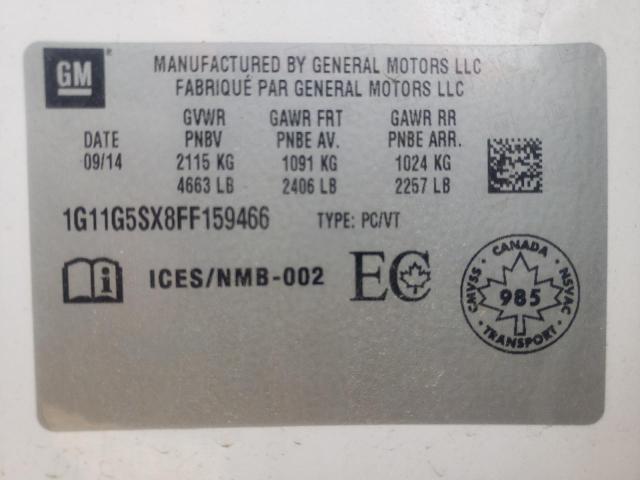 GM
MANUFACTURED BY GENERAL MOTORS LLC
FABRIQUÉ PAR GENERAL MOTORS LLC
GVWR GAWR FRT GAWR RR
DATE PNBV PNBE AV. PNBE ARR.
09/14 2115 KG 1091 KG 1024 KG
4663 LB 2406 LB 2257 LB
1G11G5SX8FF159466 TYPE: PC/VT
i ICES/NMB-002 EC
CANADA
CMVSS 985 NSVAC
TRANSPORT